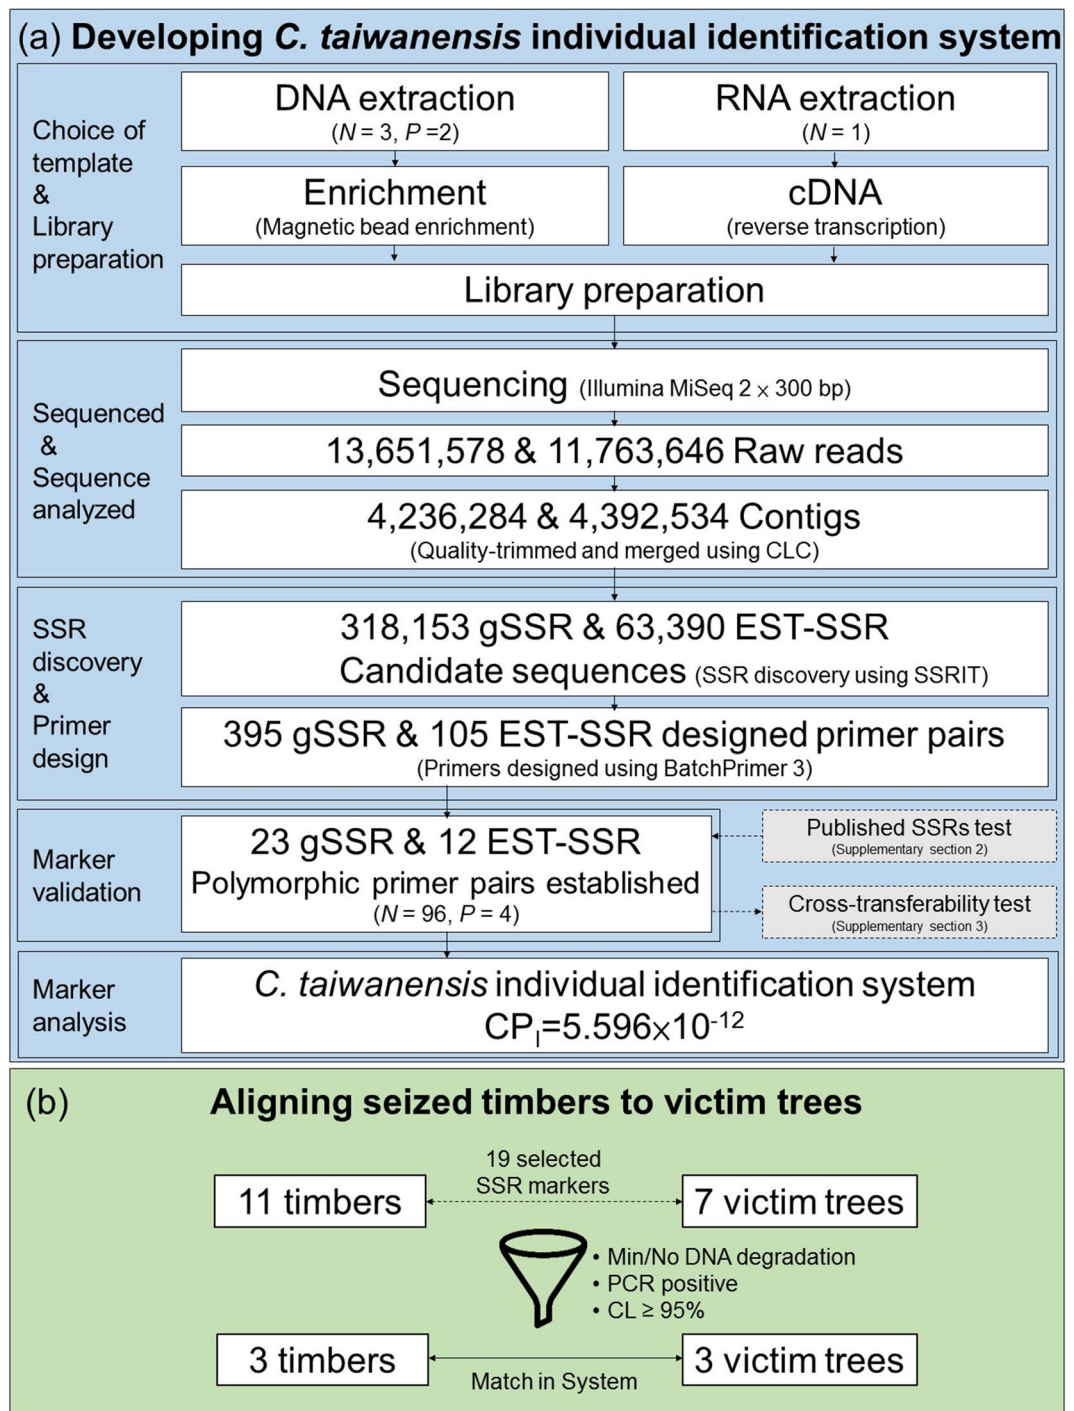 (a) Developing C. taiwanensis individual identification system
Choice of
template
&
Library
preparation
DNA extraction
(N = 3, P =2)
RNA extraction
(N = 1)
Enrichment
(Magnetic bead enrichment)
cDNA
(reverse transcription)
Library preparation
Sequenced
&
Sequence
analyzed
Sequencing (Illumina MiSeq 2 × 300 bp)
13,651,578 & 11,763,646 Raw reads
4,236,284 & 4,392,534 Contigs
(Quality-trimmed and merged using CLC)
SSR
discovery
&
Primer
design
318,153 gSSR & 63,390 EST-SSR
Candidate sequences (SSR discovery using SSRIT)
395 gSSR & 105 EST-SSR designed primer pairs
(Primers designed using BatchPrimer 3)
Marker
validation
23 gSSR & 12 EST-SSR
Polymorphic primer pairs established
(N = 96, P = 4)
Published SSRs test
(Supplementary section 2)
Cross-transferability test
(Supplementary section 3)
Marker
analysis
C. taiwanensis individual identification system
CP_I=5.596×10^-12
(b) Aligning seized timbers to victim trees
19 selected
SSR markers
11 timbers
7 victim trees
• Min/No DNA degradation
• PCR positive
• CL ≥ 95%
3 timbers
3 victim trees
Match in System